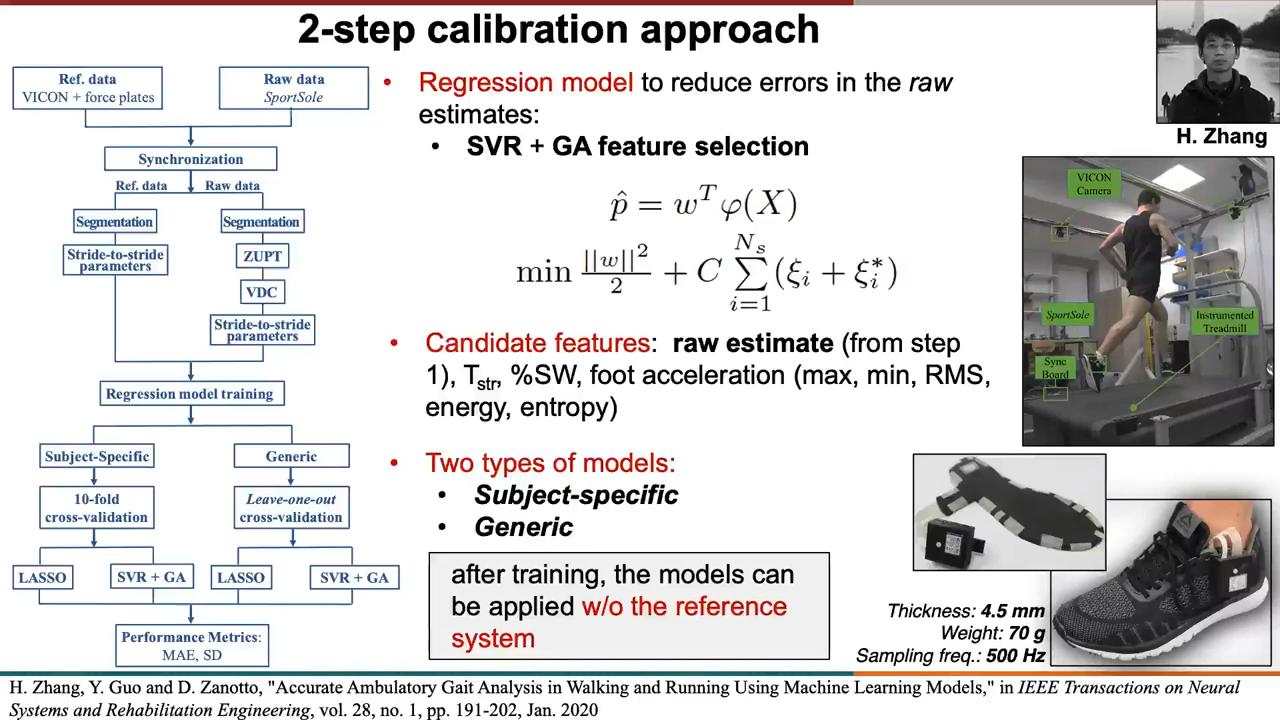 2-step calibration approach
Ref. data
VICON + force plates
Raw data
SportSole
Synchronization
Ref. data
Raw data
Segmentation
Segmentation
Stride-to-stride
parameters
ZUPT
VDC
Stride-to-stride
parameters
Regression model training
Subject-Specific
Generic
10-fold
cross-validation
Leave-one-out
cross-validation
LASSO
SVR + GA
LASSO
SVR + GA
Performance Metrics:
MAE, SD
• Regression model to reduce errors in the raw
estimates:
• SVR + GA feature selection
p̂ = w^T φ(X)
min ||w||²/2 + C ∑_{i=1}^{N_s} (ξ_i + ξ_i^*)
• Candidate features: raw estimate (from step
1), T_str, %SW, foot acceleration (max, min, RMS,
energy, entropy)
• Two types of models:
• Subject-specific
• Generic
after training, the models can
be applied w/o the reference
system
H. Zhang
VICON
Camera
SportSole
Instrumented
Treadmill
Sync
Board
Thickness: 4.5 mm
Weight: 70 g
Sampling freq.: 500 Hz
H. Zhang, Y. Guo and D. Zanotto, "Accurate Ambulatory Gait Analysis in Walking and Running Using Machine Learning Models," in IEEE Transactions on Neural
Systems and Rehabilitation Engineering, vol. 28, no. 1, pp. 191-202, Jan. 2020